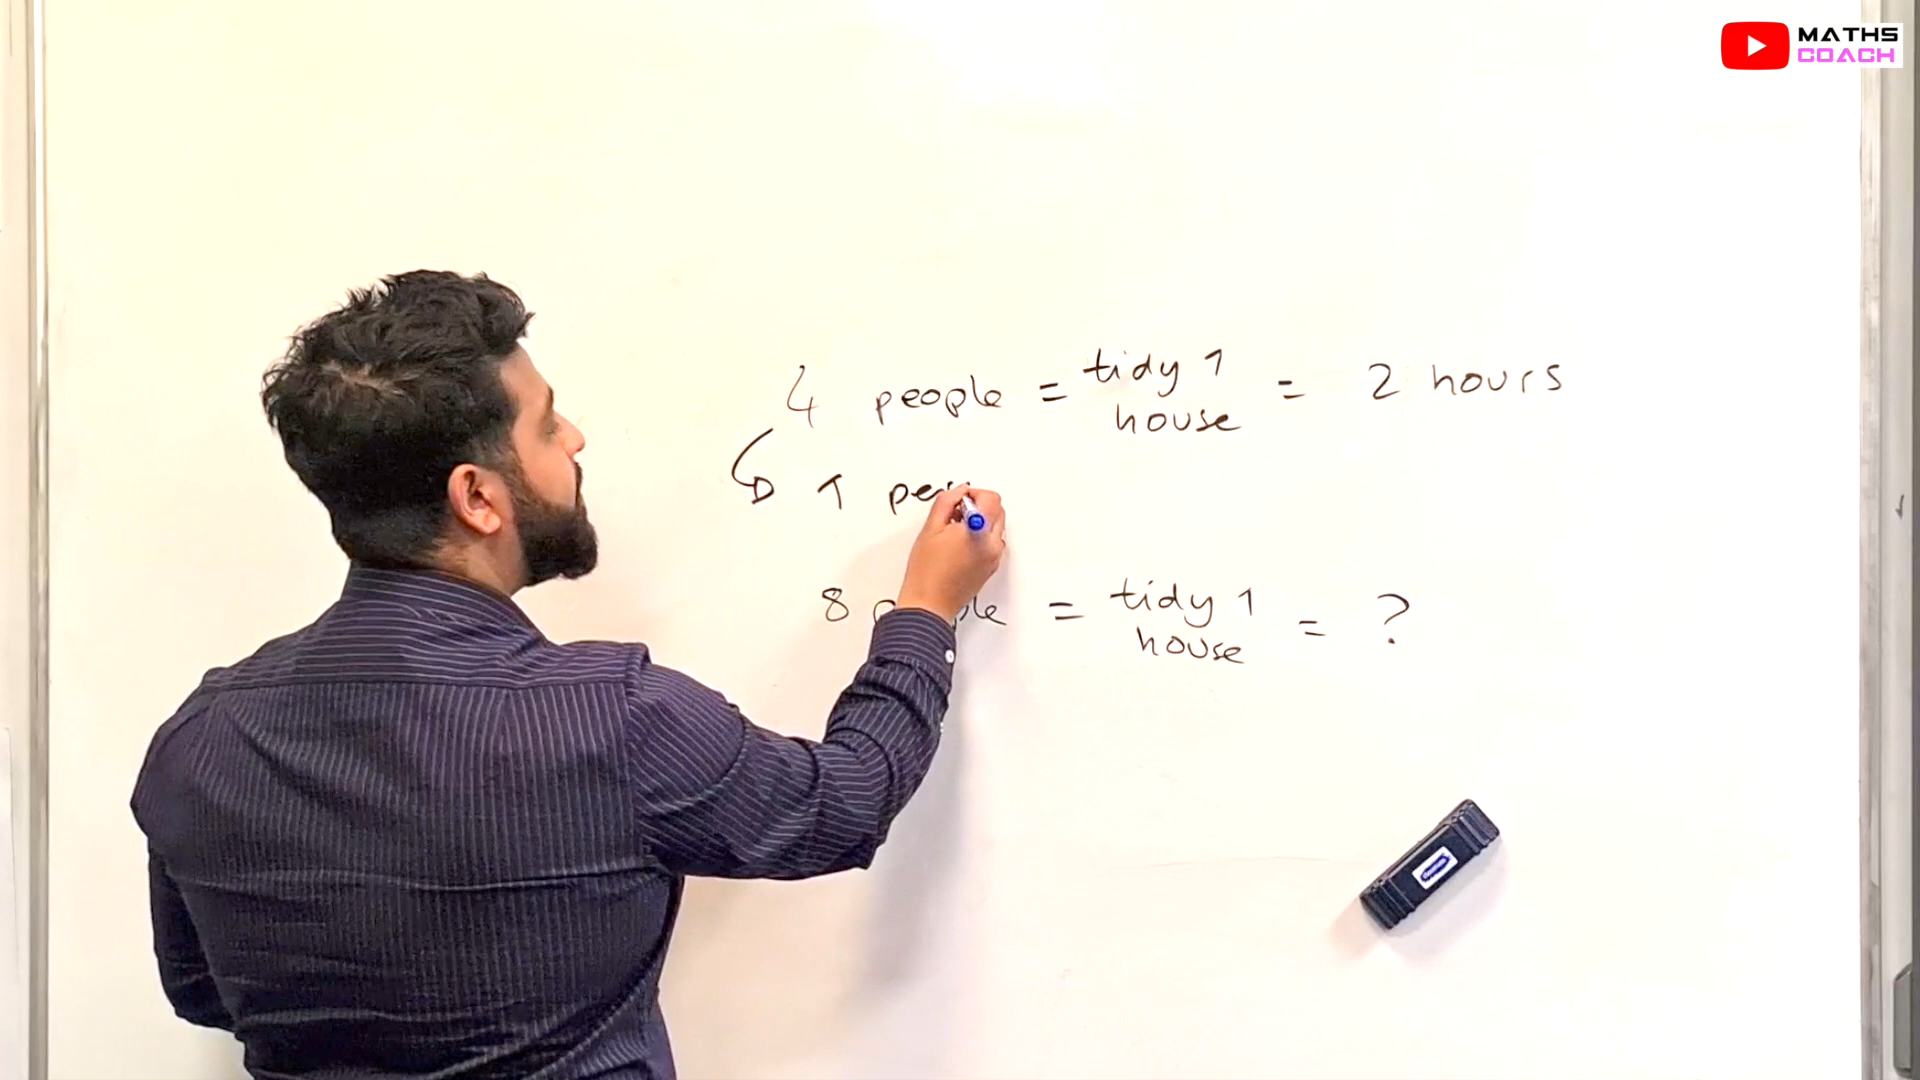 MATHS
COACH
4 people = tidy 1 house = 2 hours
1
8 = tidy 1 house = ?